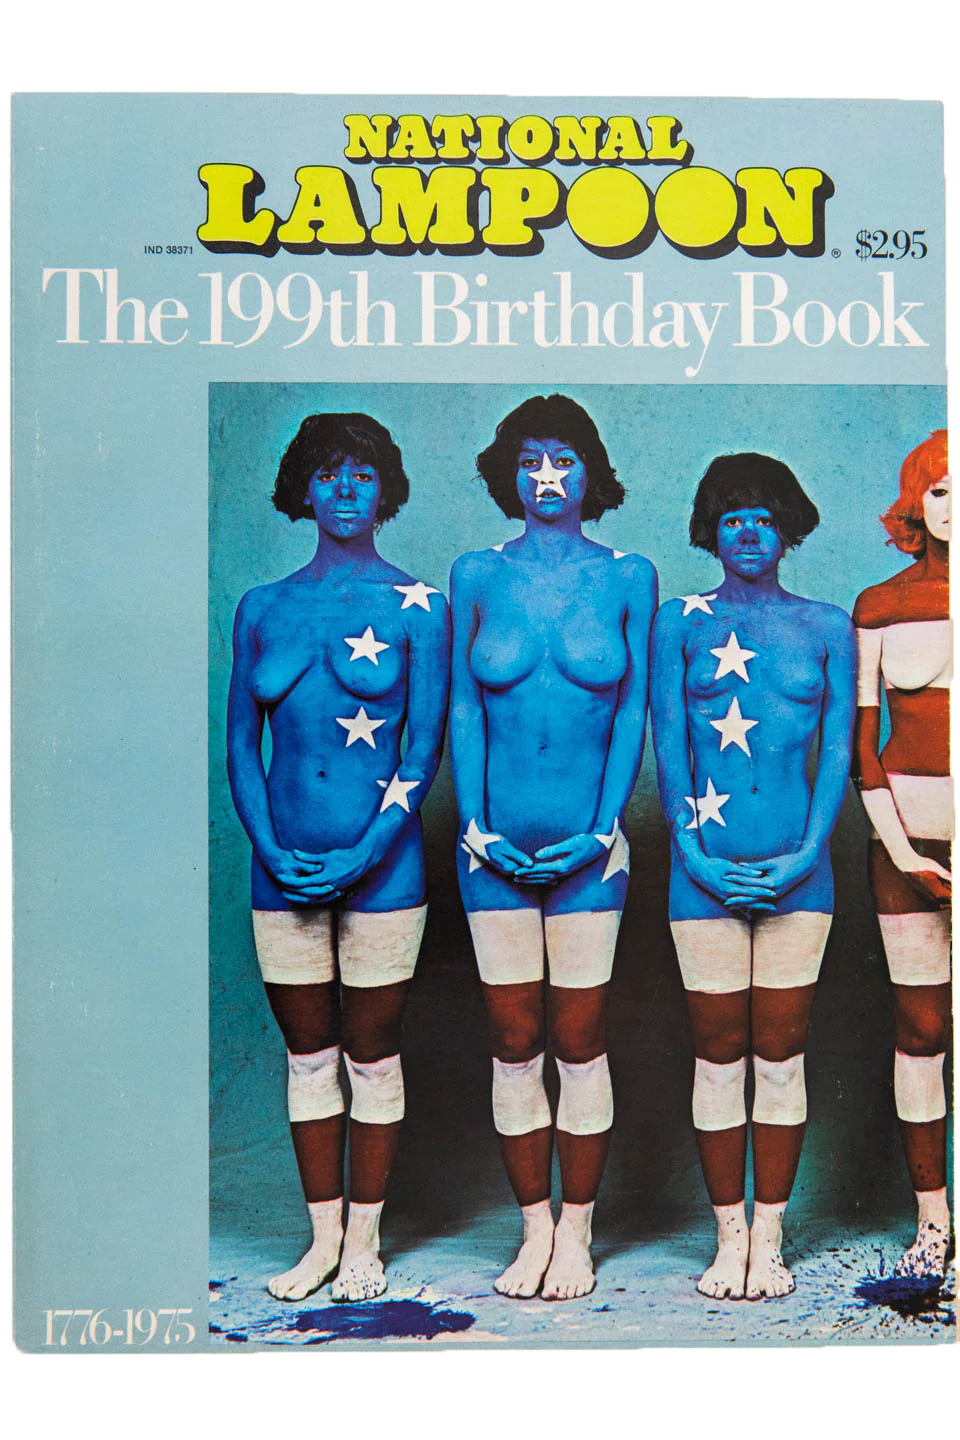 NATIONAL
LAMPOON
IND 38371
® $2.95
The 199th Birthday Book
1776-1975